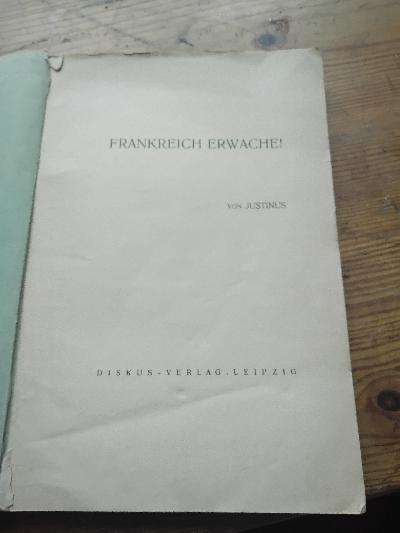 FRANKREICH ERWACHE!
VON JUSTINUS
DISKUS-VERLAG, LEIPZIG